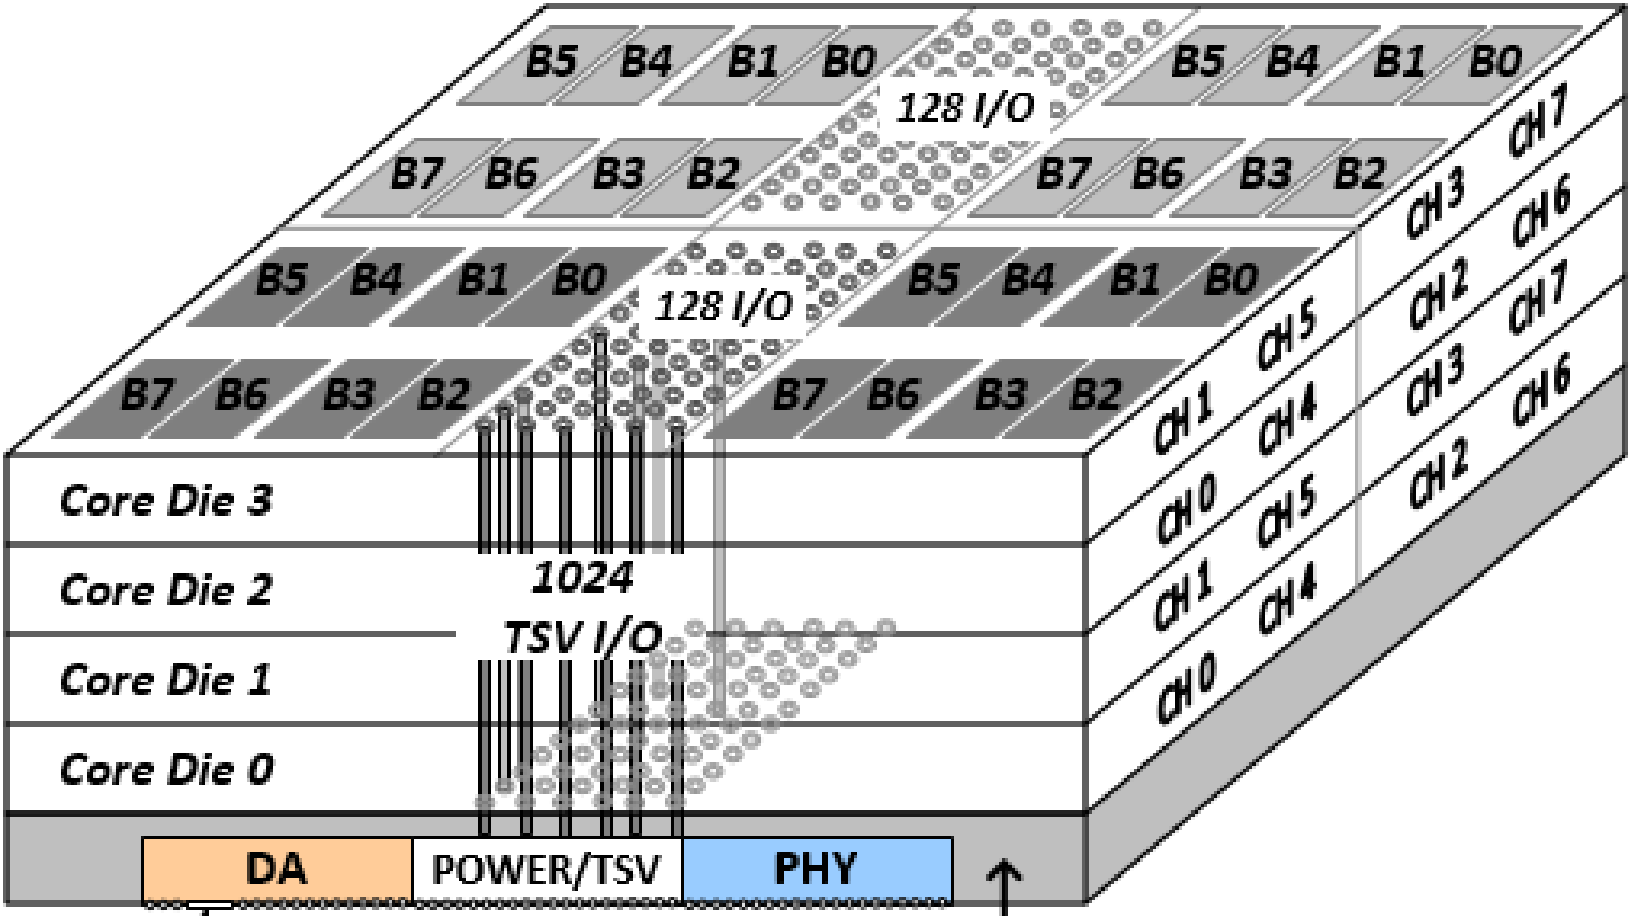 B5 B4 B1 B0 B5 B4 B1 B0
128 I/O
B7 B6 B3 B2 B7 B6 B3 B2
B5 B4 B1 B0 B5 B4 B1 B0
128 I/O
B7 B6 B3 B2 B7 B6 B3 B2
CH 1 CH 5 CH 3 CH 7
CH 0 CH 4 CH 2 CH 6
CH 1 CH 5 CH 3 CH 7
CH 0 CH 4 CH 2 CH 6
Core Die 3
Core Die 2
Core Die 1
Core Die 0
1024
TSV I/O
DA POWER/TSV PHY